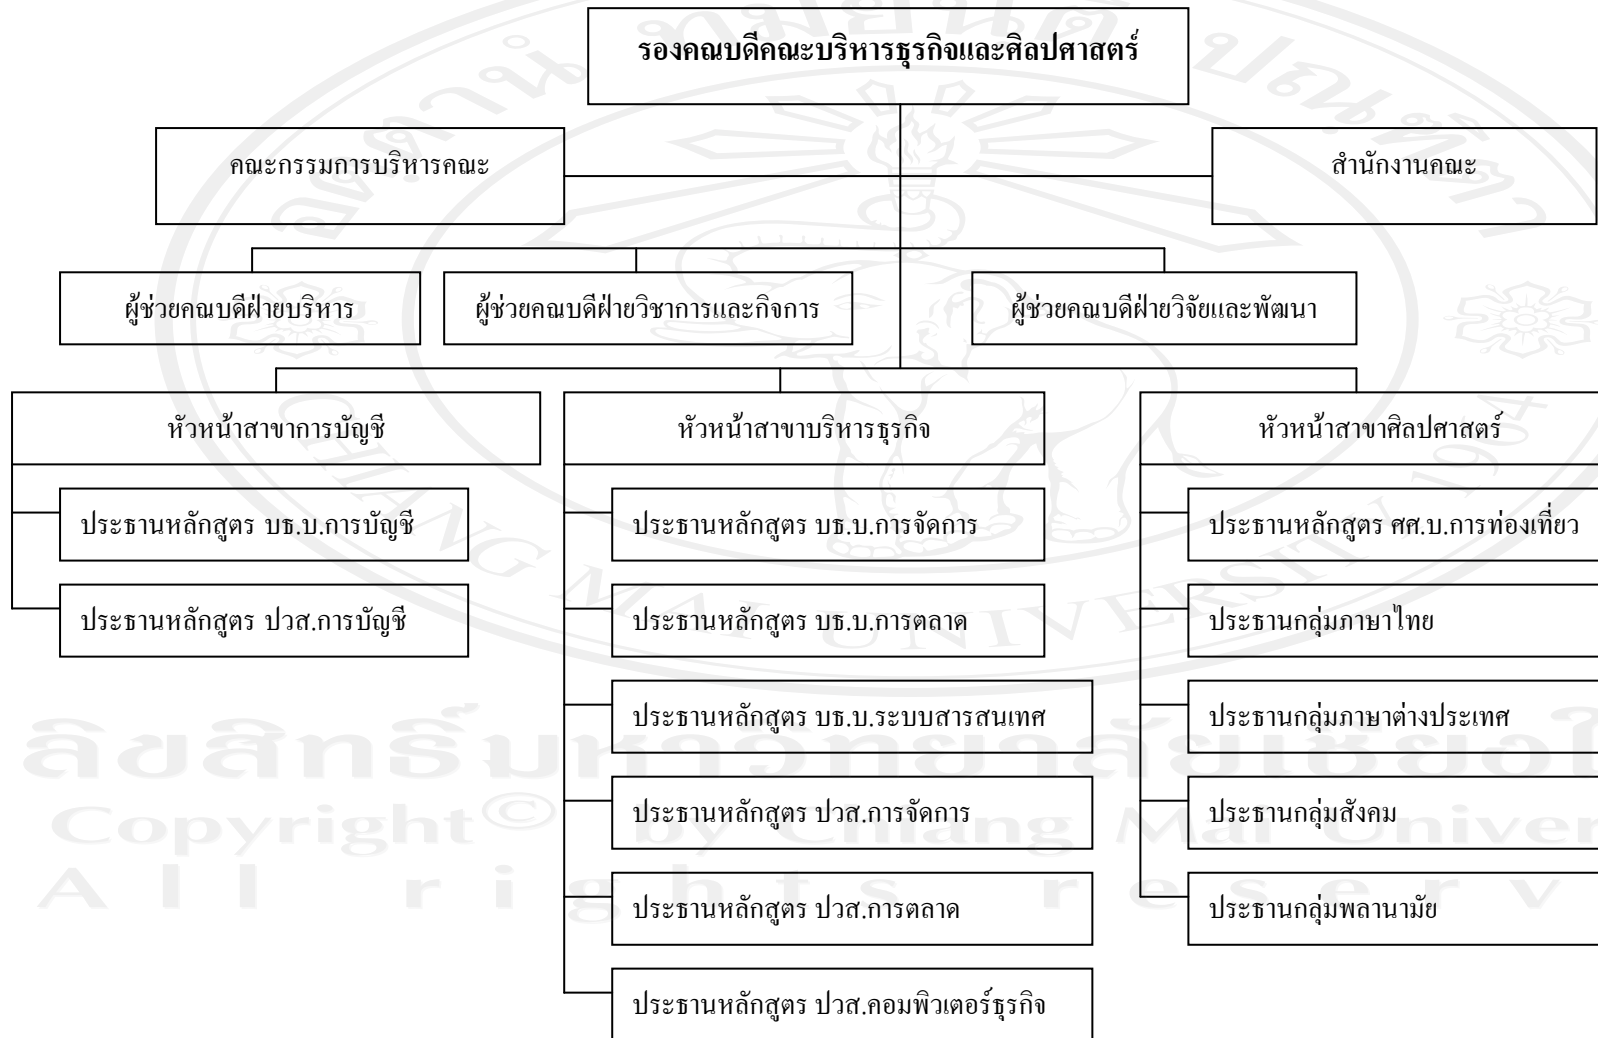 รองคณบดีคณะบริหารธุรกิจและศิลปศาสตร์
คณะกรรมการบริหารคณะ
สำนักงานคณะ
ผู้ช่วยคณบดีฝ่ายบริหาร
ผู้ช่วยคณบดีฝ่ายวิชาการและกิจการ
ผู้ช่วยคณบดีฝ่ายวิจัยและพัฒนา
หัวหน้าสาขาการบัญชี
ประธานหลักสูตร บธ.บ.การบัญชี
ประธานหลักสูตร ปวส.การบัญชี
หัวหน้าสาขาบริหารธุรกิจ
ประธานหลักสูตร บธ.บ.การจัดการ
ประธานหลักสูตร บธ.บ.การตลาด
ประธานหลักสูตร บธ.บ.ระบบสารสนเทศ
ประธานหลักสูตร ปวส.การจัดการ
ประธานหลักสูตร ปวส.การตลาด
ประธานหลักสูตร ปวส.คอมพิวเตอร์ธุรกิจ
หัวหน้าสาขาศิลปศาสตร์
ประธานหลักสูตร ศศ.บ.การท่องเที่ยว
ประธานกลุ่มภาษาไทย
ประธานกลุ่มภาษาต่างประเทศ
ประธานกลุ่มสังคม
ประธานกลุ่มพลานามัย
CHIANG MAI UNIVERSITY 1964
Copyright© by Chiang Mai Univer
All rights reserv